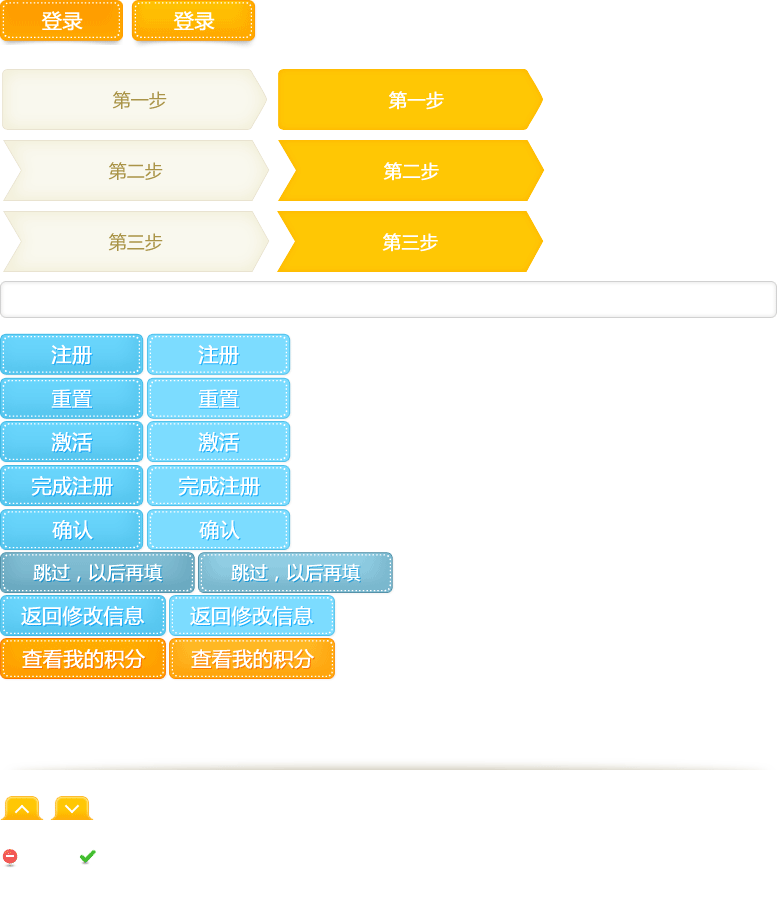 登录 登录
第一步 第一步
第二步 第二步
第三步 第三步
注册 注册
重置 重置
激活 激活
完成注册 完成注册
确认 确认
跳过，以后再填 跳过，以后再填
返回修改信息 返回修改信息
查看我的积分 查看我的积分